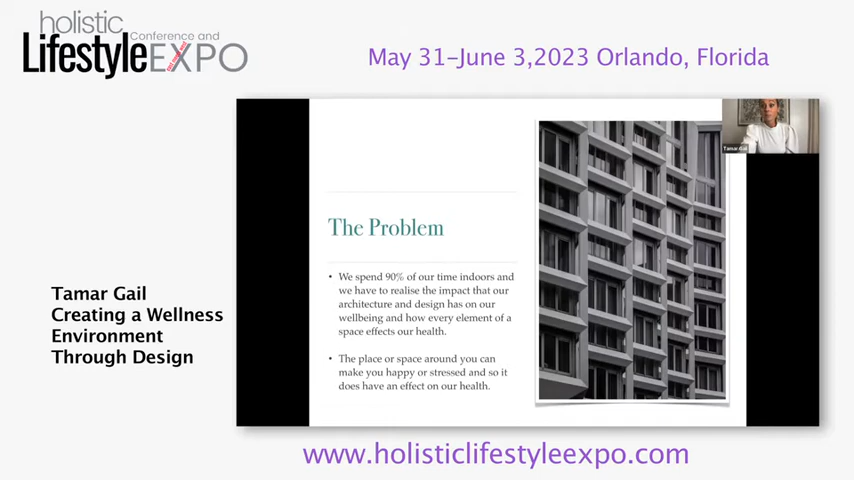 holistic
Conference and
LifestyleEXPO
May 31-June 3,2023 Orlando, Florida
Tamar Gail
The Problem
• We spend 90% of our time indoors and
we have to realise the impact that our
architecture and design has on our
wellbeing and how every element of a
space effects our health.
• The place or space around you can
make you happy or stressed and so it
does have an effect on our health.
Tamar Gail
Creating a Wellness
Environment
Through Design
www.holisticlifestyleexpo.com